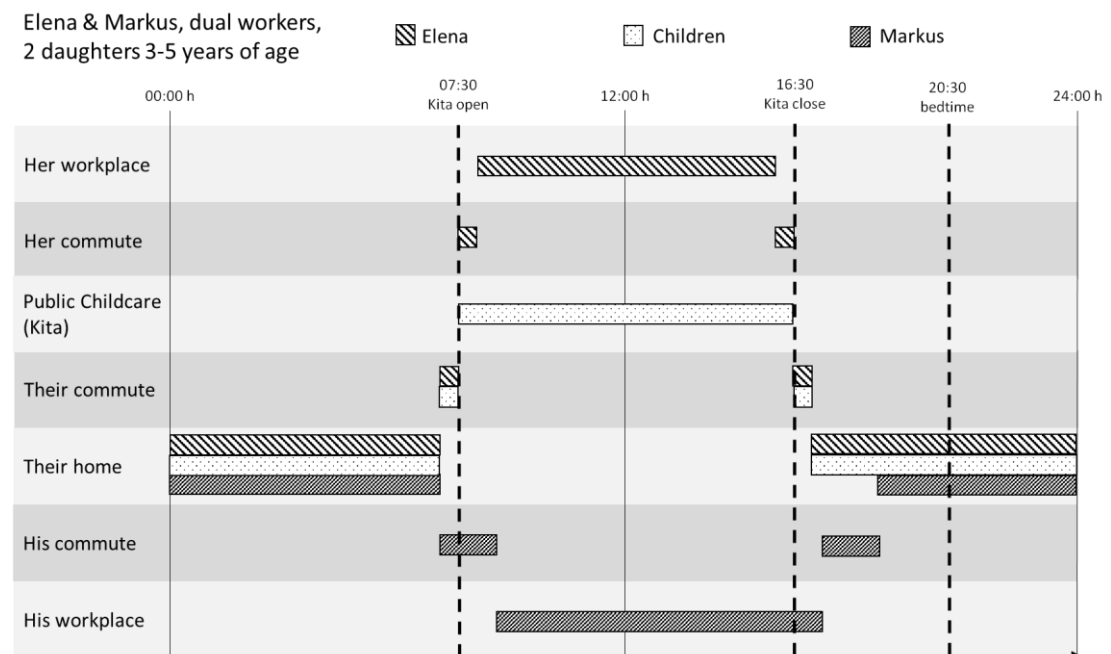 Elena & Markus, dual workers,
2 daughters 3-5 years of age
Elena
Children
Markus
00:00 h
07:30
Kita open
12:00 h
16:30
Kita close
20:30
bedtime
24:00 h
Her workplace
Her commute
Public Childcare
(Kita)
Their commute
Their home
His commute
His workplace